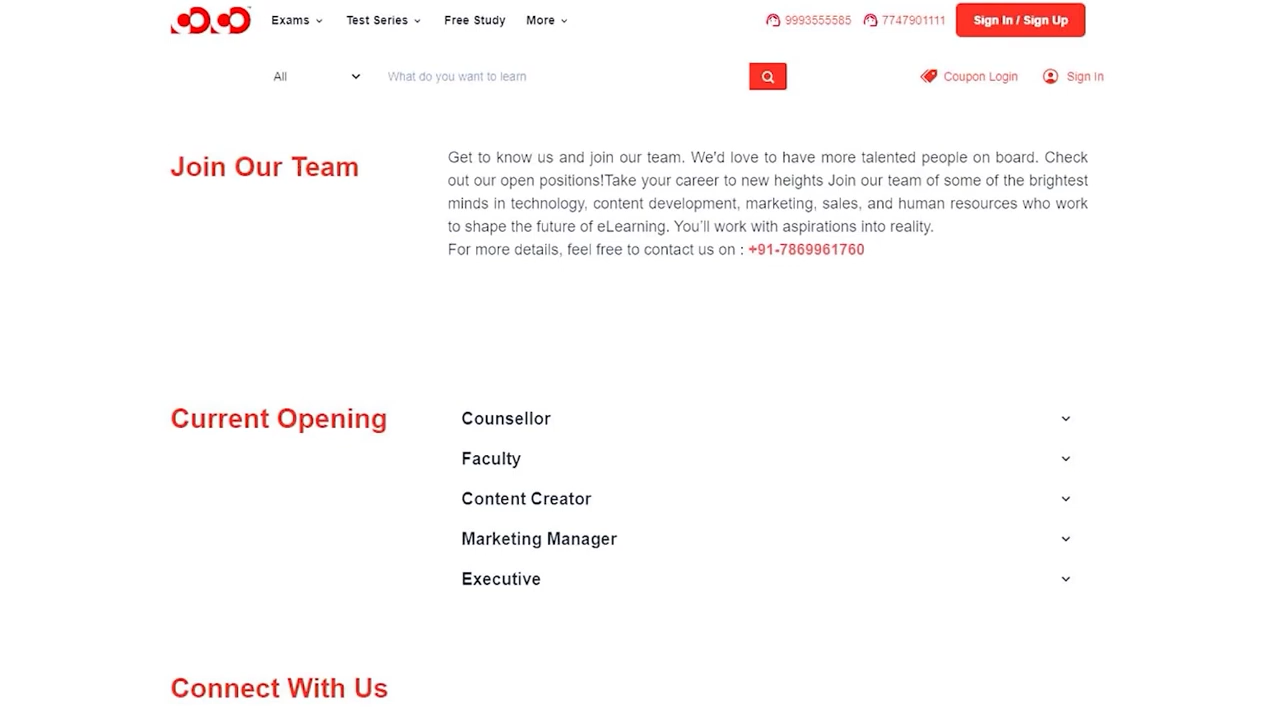 Exams Test Series Free Study More 9993555585 7747901111 Sign In / Sign Up
All What do you want to learn Coupon Login Sign In
Join Our Team
Get to know us and join our team. We'd love to have more talented people on board. Check
out our open positions!Take your career to new heights Join our team of some of the brightest
minds in technology, content development, marketing, sales, and human resources who work
to shape the future of eLearning. You'll work with aspirations into reality.
For more details, feel free to contact us on : +91-7869961760
Current Opening
Counsellor
Faculty
Content Creator
Marketing Manager
Executive
Connect With Us